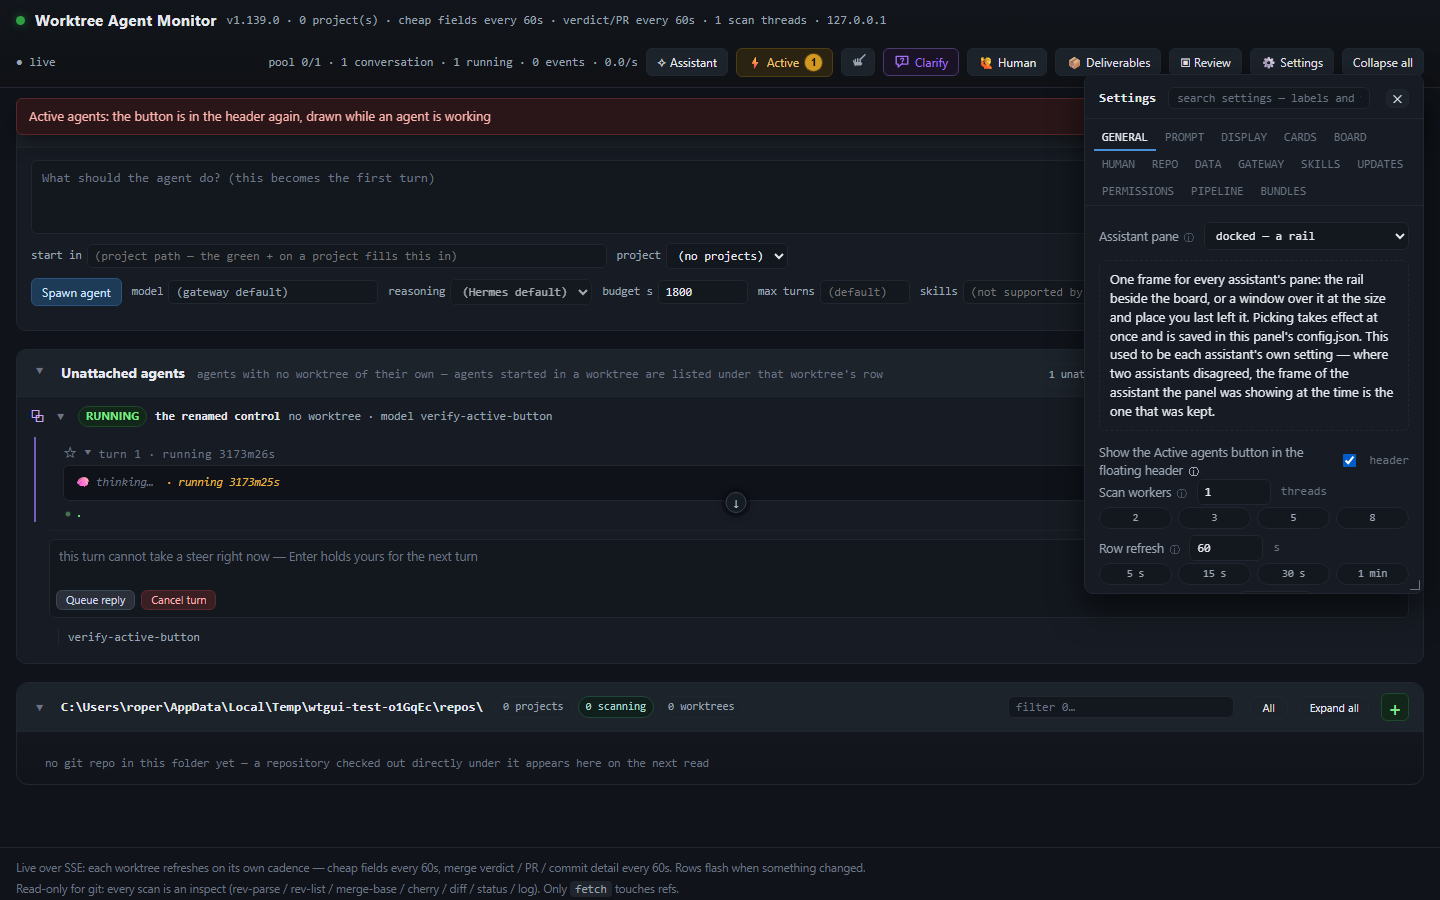 Worktree Agent Monitor v1.139.0 · 0 project(s) · cheap fields every 60s · verdict/PR every 60s · 1 scan threads · 127.0.0.1
live pool 0/1 · 1 conversation · 1 running · 0 events · 0.0/s Assistant Active 1 Clarify Human Deliverables Review Settings Collapse all
Settings search settings — labels and
Active agents: the button is in the header again, drawn while an agent is working
GENERAL PROMPT DISPLAY CARDS BOARD
HUMAN REPO DATA GATEWAY SKILLS UPDATES
PERMISSIONS PIPELINE BUNDLES
What should the agent do? (this becomes the first turn)
start in (project path — the green + on a project fills this in) project (no projects)
Spawn agent model (gateway default) reasoning (Hermes default) budget s 1800 max turns (default) skills (not supported by
Assistant pane docked — a rail
One frame for every assistant's pane: the rail
beside the board, or a window over it at the size
and place you last left it. Picking takes effect at
once and is saved in this panel's config.json. This
used to be each assistant's own setting — where
two assistants disagreed, the frame of the
assistant the panel was showing at the time is the
one that was kept.
Show the Active agents button in the
floating header header
Scan workers 1 threads
2 3 5 8
Row refresh 60 s
5 s 15 s 30 s 1 min
Unattached agents agents with no worktree of their own — agents started in a worktree are listed under that worktree's row 1 unat
RUNNING the renamed control no worktree · model verify-active-button
turn 1 · running 3173m26s
thinking… · running 3173m25s
.
this turn cannot take a steer right now — Enter holds yours for the next turn
Queue reply Cancel turn
verify-active-button
C:\Users\roper\AppData\Local\Temp\wtgui-test-o1GqEc\repos\ 0 projects 0 scanning 0 worktrees filter 0… All Expand all +
no git repo in this folder yet — a repository checked out directly under it appears here on the next read
Live over SSE: each worktree refreshes on its own cadence — cheap fields every 60s, merge verdict / PR / commit detail every 60s. Rows flash when something changed.
Read-only for git: every scan is an inspect (rev-parse / rev-list / merge-base / cherry / diff / status / log). Only fetch touches refs.